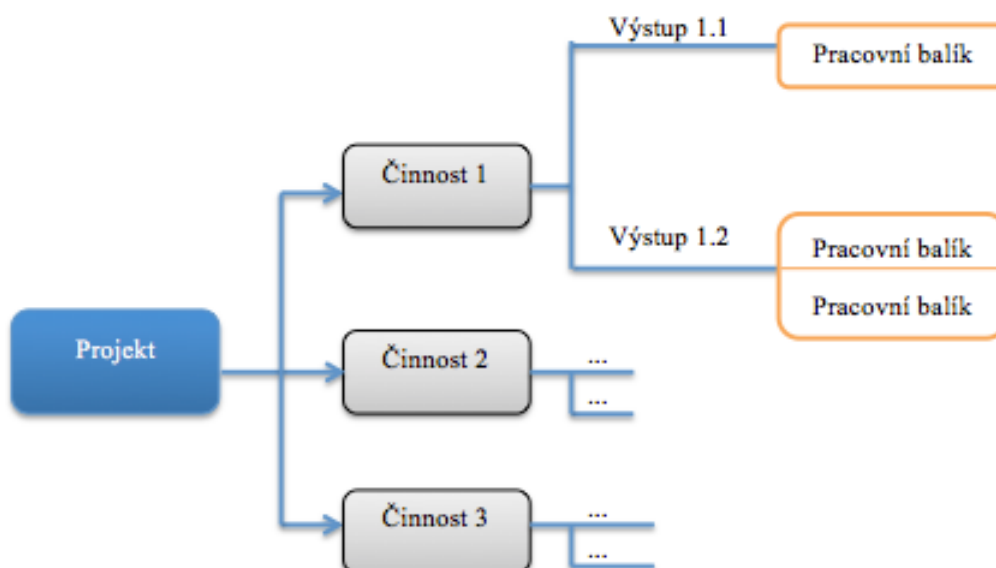 Výstup 1.1
Pracovní balík
Činnost 1
Výstup 1.2
Pracovní balík
Pracovní balík
Projekt
Činnost 2
...
...
Činnost 3
...
...